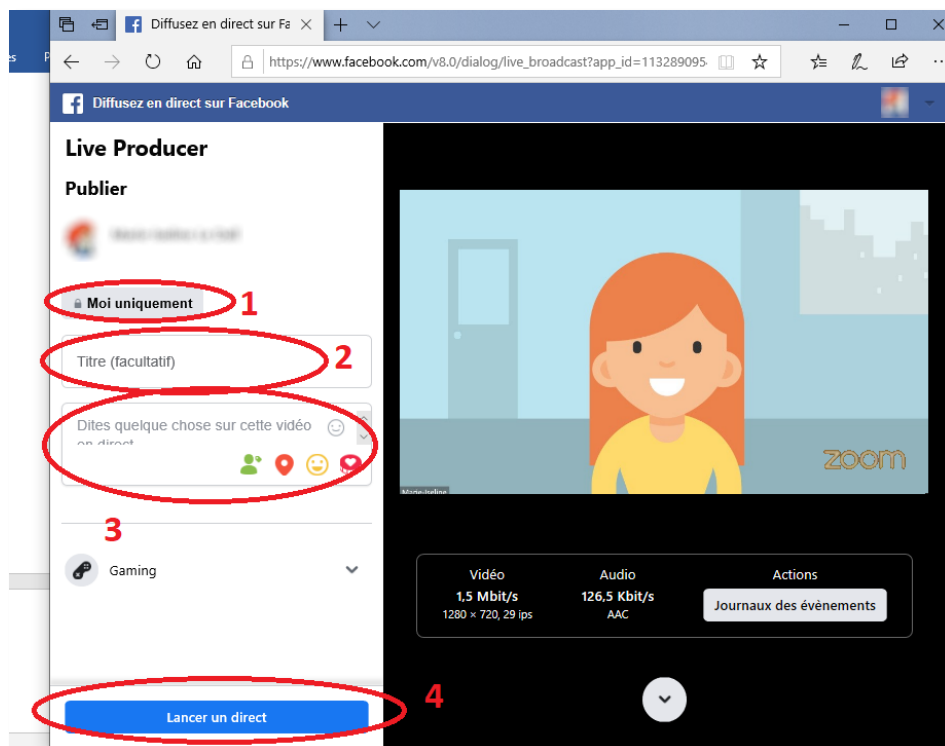 Diffusez en direct sur Fa
https://www.facebook.com/v8.0/dialog/live_broadcast?app_id=113289095
Diffusez en direct sur Facebook
Live Producer
Publier
Moi uniquement
1
Titre (facultatif)
2
Dites quelque chose sur cette vidéo
en direct
3
Gaming
Lancer un direct
4
zoom
Marie-Iseline
Vidéo
1,5 Mbit/s
1280 × 720, 29 ips
Audio
126,5 Kbit/s
AAC
Actions
Journaux des évènements